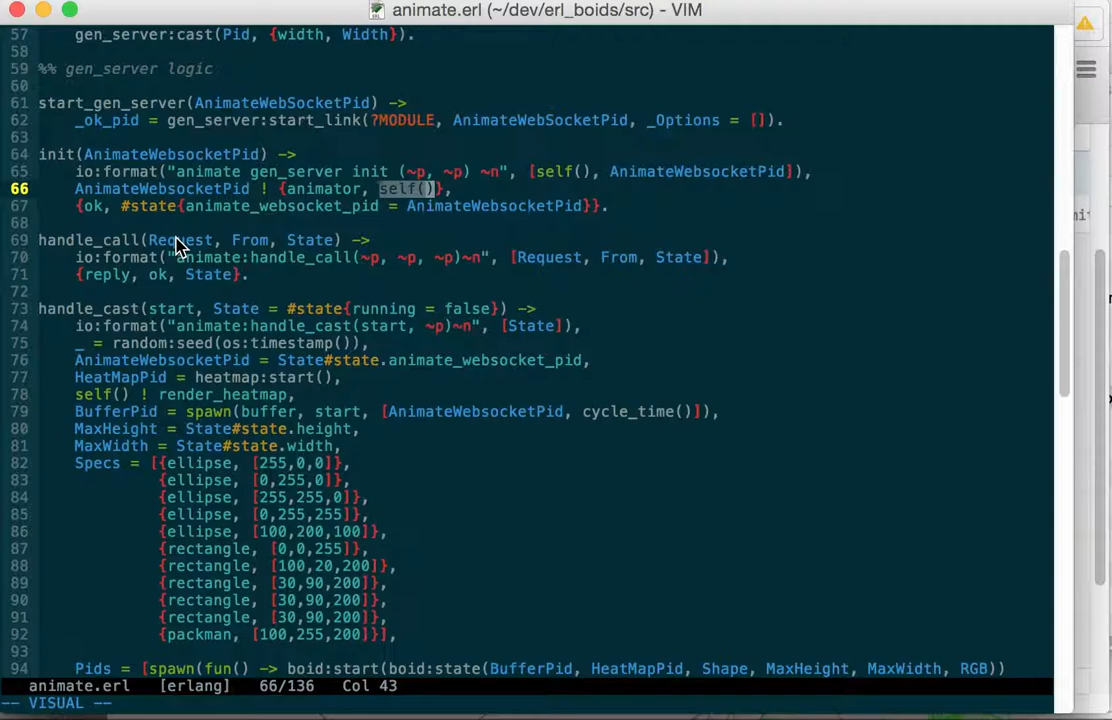 animate.erl (~/dev/erl_boids/src) - VIM
57     gen_server:cast(Pid, {width, Width}).
58
59 %% gen_server logic
60
61 start_gen_server(AnimateWebSocketPid) ->
62     _ok_pid = gen_server:start_link(?MODULE, AnimateWebSocketPid, _Options = []).
63
64 init(AnimateWebsocketPid) ->
65     io:format("animate gen_server init (~p, ~p) ~n", [self(), AnimateWebsocketPid]),
66     AnimateWebsocketPid ! {animator, self()},
67     {ok, #state{animate_websocket_pid = AnimateWebsocketPid}}.
68
69 handle_call(Request, From, State) ->
70     io:format("animate:handle_call(~p, ~p, ~p)~n", [Request, From, State]),
71     {reply, ok, State}.
72
73 handle_cast(start, State = #state{running = false}) ->
74     io:format("animate:handle_cast(start, ~p)~n", [State]),
75     _ = random:seed(os:timestamp()),
76     AnimateWebsocketPid = State#state.animate_websocket_pid,
77     HeatMapPid = heatmap:start(),
78     self() ! render_heatmap,
79     BufferPid = spawn(buffer, start, [AnimateWebsocketPid, cycle_time()]),
80     MaxHeight = State#state.height,
81     MaxWidth = State#state.width,
82     Specs = [{ellipse, [255,0,0]},
83              {ellipse, [0,255,0]},
84              {ellipse, [255,255,0]},
85              {ellipse, [0,255,255]},
86              {ellipse, [100,200,100]},
87              {rectangle, [0,0,255]},
88              {rectangle, [100,20,200]},
89              {rectangle, [30,90,200]},
90              {rectangle, [30,90,200]},
91              {rectangle, [30,90,200]},
92              {packman, [100,255,200]}],
93
94     Pids = [spawn(fun() -> boid:start(boid:state(BufferPid, HeatMapPid, Shape, MaxHeight, MaxWidth, RGB))
animate.erl [erlang] 66/136 Col 43
-- VISUAL --